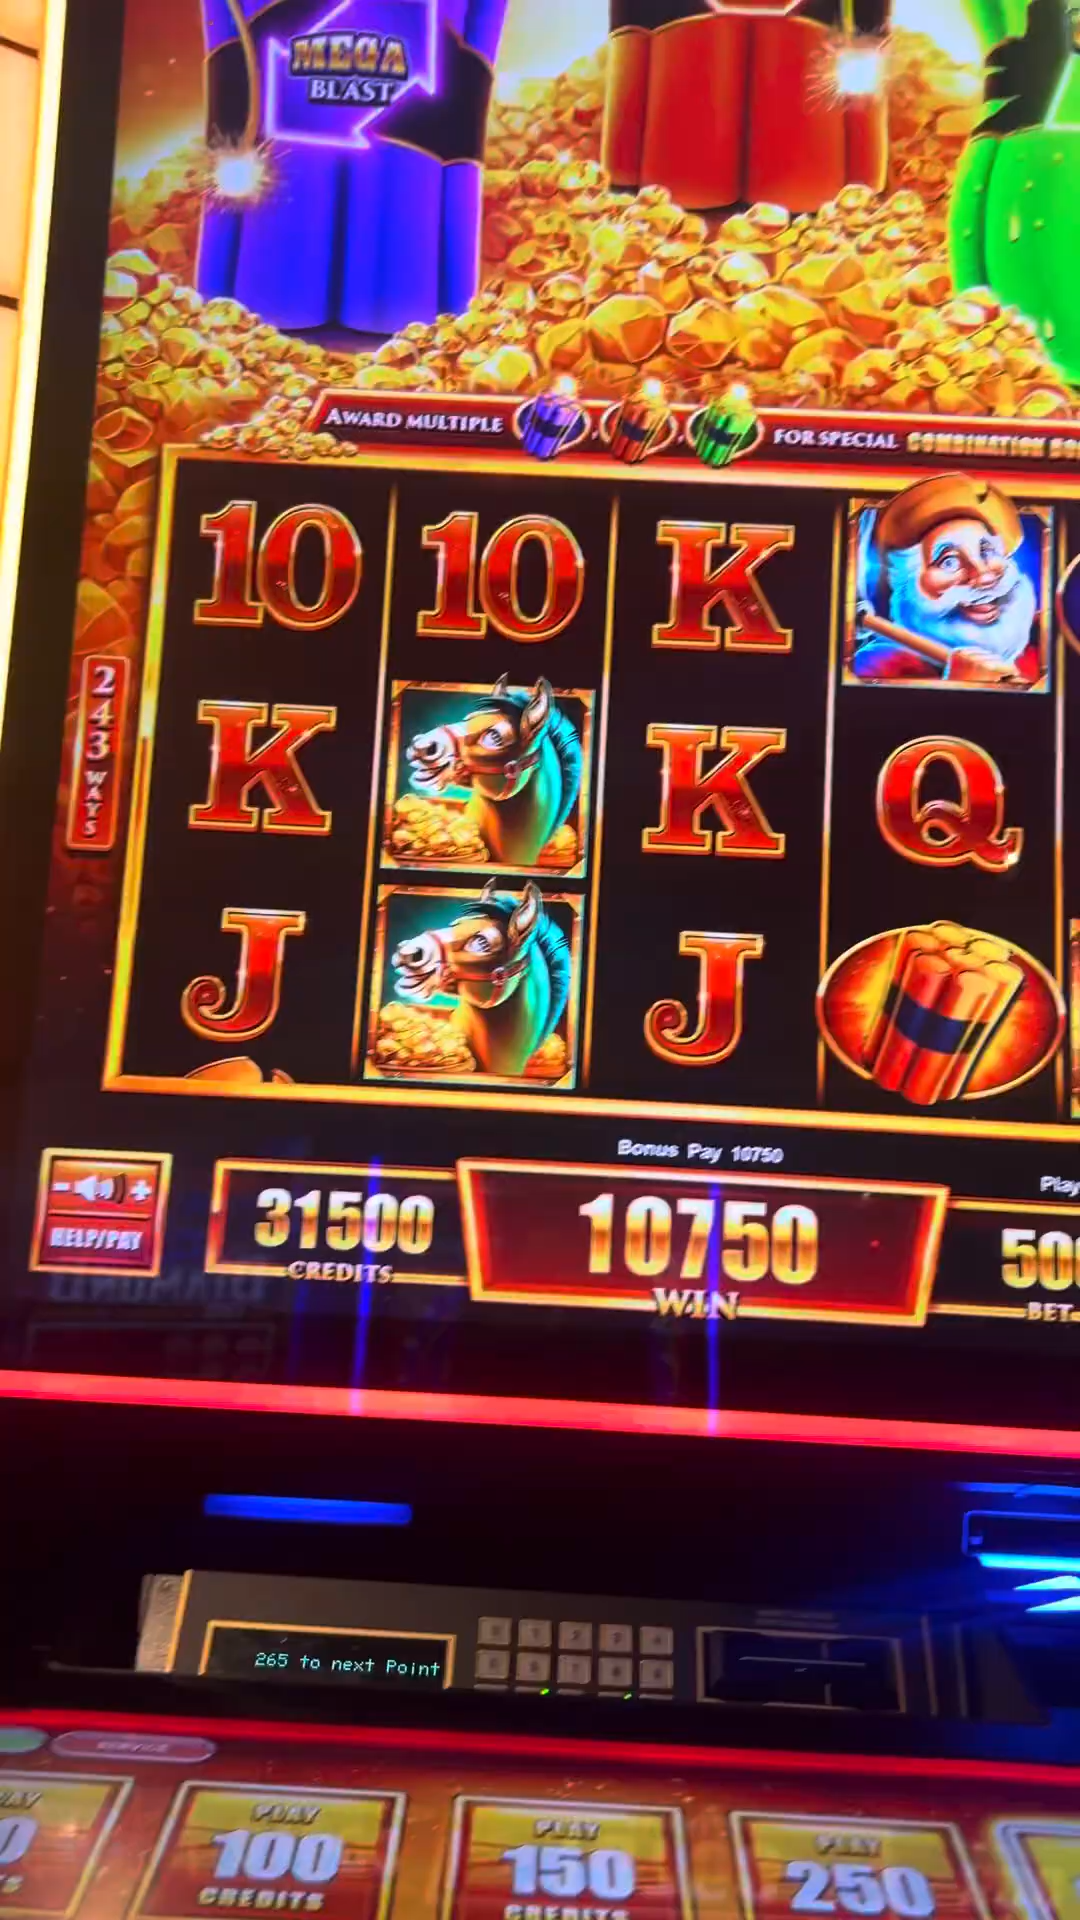 MEGA
BLAST
AWARD MULTIPLE , , FOR SPECIAL COMBINATION
10 10 K
243 WAYS
K K Q
J J
Bonus Pay 10750
HELP/PAY
31500
CREDITS
10750
WIN
BET
265 to next Point
PLAY
100
CREDITS
PLAY
150
CREDITS
PLAY
250